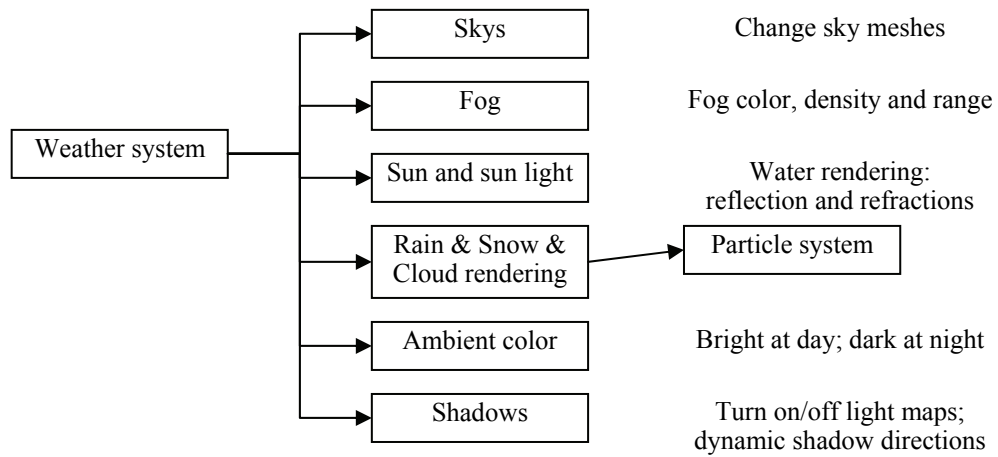 Skys
Change sky meshes
Fog
Fog color, density and range
Weather system
Sun and sun light
Water rendering:
reflection and refractions
Rain & Snow &
Cloud rendering
Particle system
Ambient color
Bright at day; dark at night
Shadows
Turn on/off light maps;
dynamic shadow directions